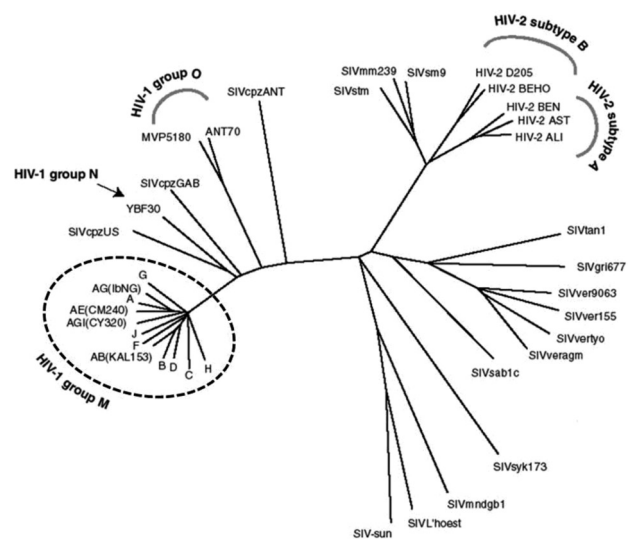 HIV-2 subtype B
HIV-1 group O
SIVcpzANT
SIVmm239
SIVsm9
SIVstm
HIV-2 D205
HIV-2 BEHO
HIV-2 subtype A
HIV-2 BEN
HIV-2 AST
HIV-2 ALI
MVP5180
ANT70
HIV-1 group N
SIVcpzGAB
YBF30
SIVcpzUS
SIVtan1
SIVgri677
SIVver9063
SIVver155
SIVvertyo
SIVveragm
SIVsab1c
G
AG(IbNG)
A
AE(CM240)
AGI(CY320)
J
F
AB(KAL153)
B
D
C
H
HIV-1 group M
SIVsyk173
SIVmndgb1
SIVL'hoest
SIV-sun